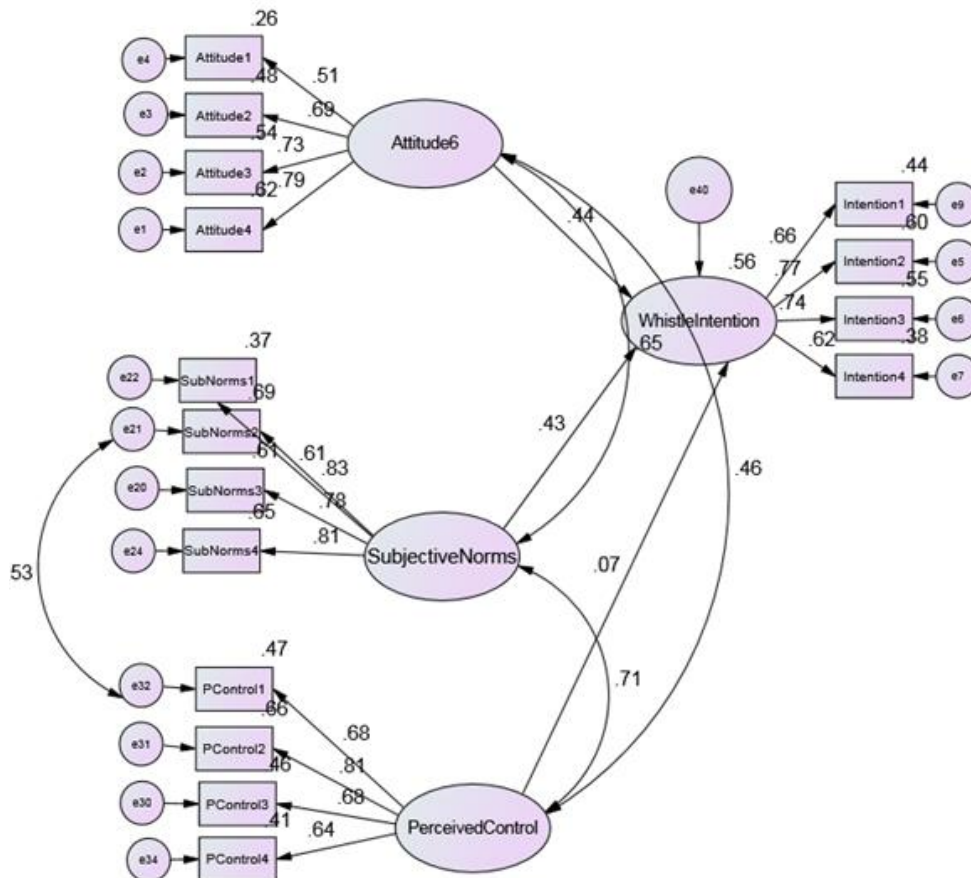 .26
e4
Attitude1
.48
.51
e3
Attitude2
.69
.54
e2
Attitude3
.73
.62
.79
e1
Attitude4
Attitude6
.44
e40
.44
Intention1
e9
.60
.66
.56
Intention2
e5
.77
.55
WhistleIntention
.74
Intention3
e6
.38
.62
Intention4
e7
.65
.37
e22
SubNorms1
.69
e21
SubNorms2
.61
.61
.83
e20
SubNorms3
.65
.78
e24
SubNorms4
.81
SubjectiveNorms
.43
.46
.07
53
.71
.47
e32
PControl1
.66
.68
e31
PControl2
.46
.81
e30
PControl3
.41
.68
e34
PControl4
.64
PerceivedControl